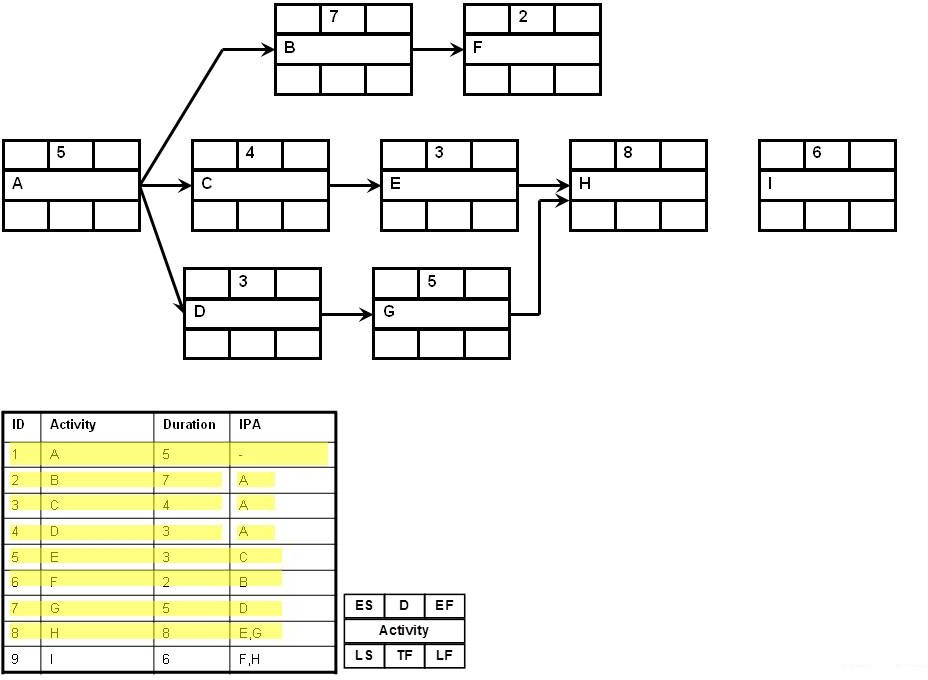 7
B
2
F
5
A
4
C
3
E
8
H
6
I
3
D
5
G
ID Activity Duration IPA
1 A 5 -
2 B 7 A
3 C 4 A
4 D 3 A
5 E 3 C
6 F 2 B
7 G 5 D
8 H 8 E,G
9 I 6 F,H
ES D EF
Activity
LS TF LF